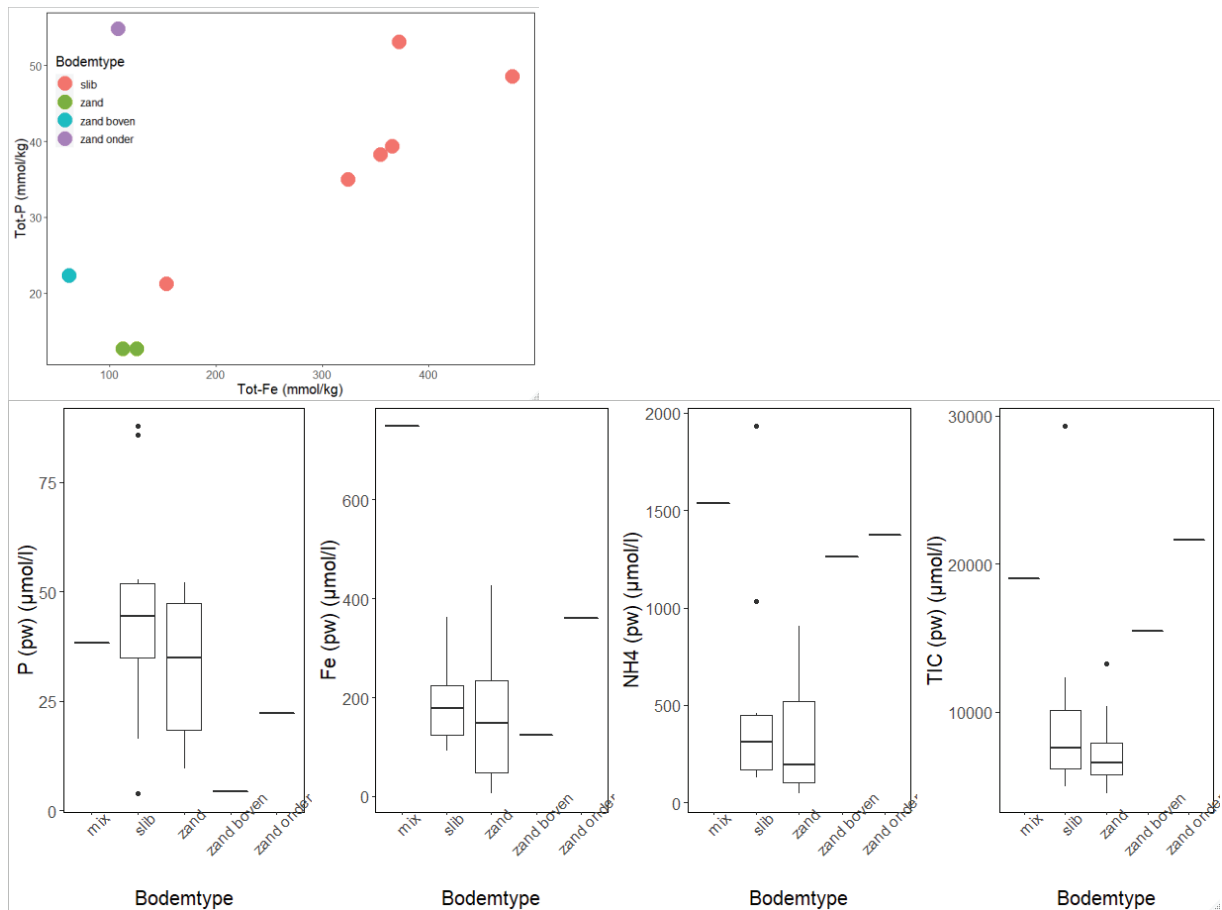 Bodemtype
slib
zand
zand boven
zand onder
50
40
30
20
Tot-P (mmol/kg)
100
200
300
400
Tot-Fe (mmol/kg)
75
50
25
0
P (pw) (µmol/l)
mix
slib
zand
zand boven
zand onder
Bodemtype
600
400
200
0
Fe (pw) (µmol/l)
mix
slib
zand
zand boven
zand onder
Bodemtype
2000
1500
1000
500
0
NH4 (pw) (µmol/l)
mix
slib
zand
zand boven
zand onder
Bodemtype
30000
20000
10000
TIC (pw) (µmol/l)
mix
slib
zand
zand boven
zand onder
Bodemtype